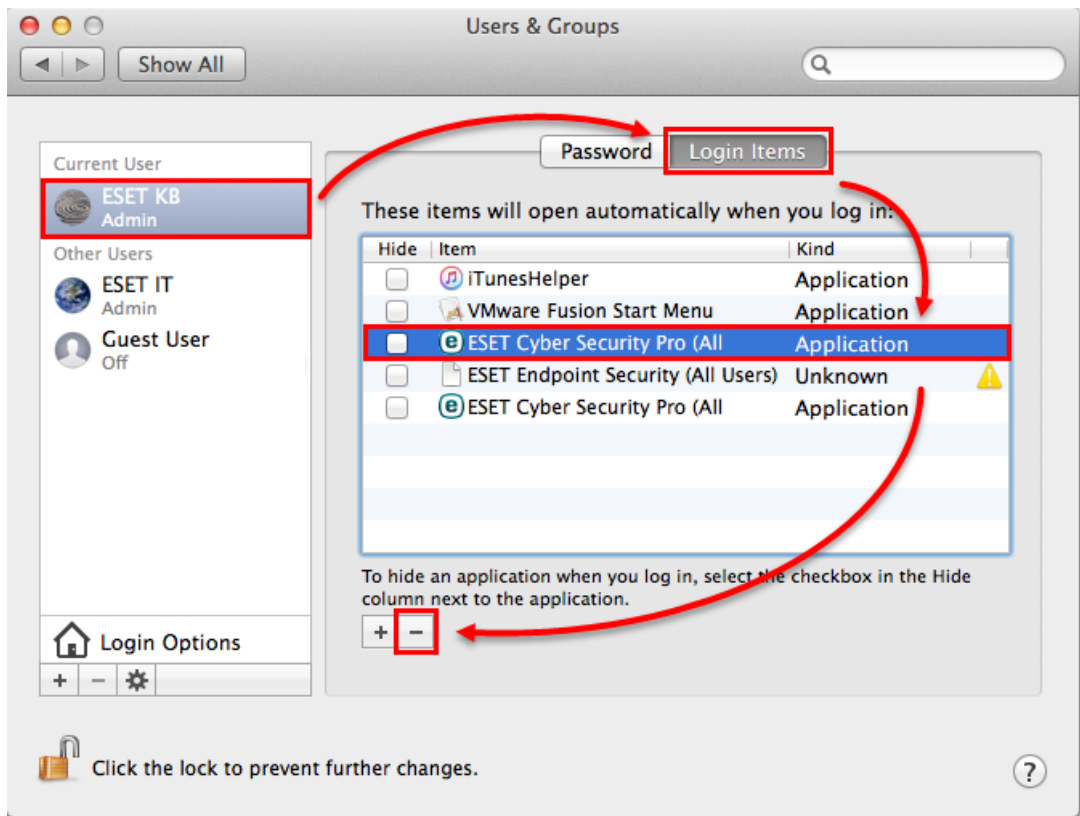 Users & Groups
Show All
Password
Login Items
Current User
ESET KB
Admin
Other Users
ESET IT
Admin
Guest User
Off
Login Options
These items will open automatically when you log in:
Hide Item Kind
iTunesHelper Application
VMware Fusion Start Menu Application
ESET Cyber Security Pro (All Application
ESET Endpoint Security (All Users) Unknown
ESET Cyber Security Pro (All Application
To hide an application when you log in, select the checkbox in the Hide
column next to the application.
Click the lock to prevent further changes.